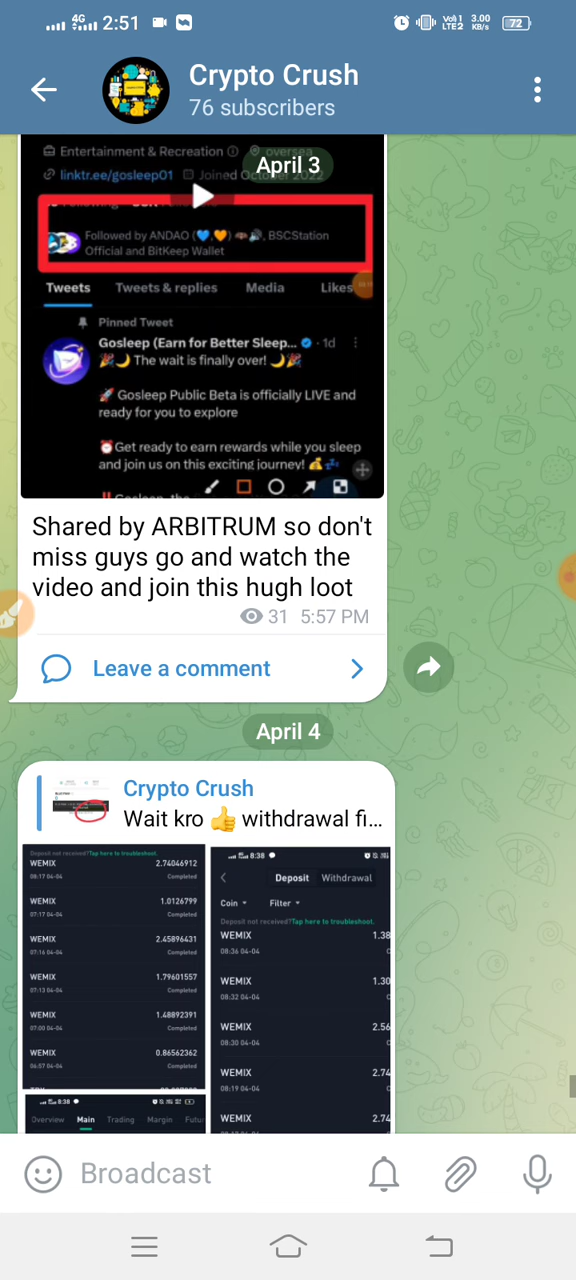 4G 2:51 Vo1) 1 LTE2 3.00 KB/s 72
Crypto Crush
76 subscribers
Entertainment & Recreation oversea
April 3
linktr.ee/gosleep01 Joined October 2022
Followed by ANDAO (💙,🧡) 🔊, BSCStation
Official and BitKeep Wallet
Tweets Tweets & replies Media Likes
Pinned Tweet
Gosleep (Earn for Better Sleep... · 1d
🎉🌙 The wait is finally over! 🌙🎉
🚀 Gosleep Public Beta is officially LIVE and
ready for you to explore
⏰Get ready to earn rewards while you sleep
and join us on this exciting journey! 💰💤
Shared by ARBITRUM so don't
miss guys go and watch the
video and join this hugh loot
31 5:57 PM
Leave a comment
April 4
Crypto Crush
Wait kro 👍 withdrawal fi...
Deposit not received?Tap here to troubleshoot.
WEMIX 2.74046912
08:17 04-04 Completed
WEMIX 1.0126799
07:17 04-04 Completed
WEMIX 2.45896431
07:16 04-04 Completed
WEMIX 1.79601557
07:13 04-04 Completed
WEMIX 1.48892391
07:00 04-04 Completed
WEMIX 0.86562362
06:57 04-04 Completed
8:38
Overview Main Trading Margin Futu
8:38
Deposit Withdrawal
Coin Filter
Deposit not received?Tap here to troubleshoot.
WEMIX 1.38
08:36 04-04
WEMIX 1.30
08:32 04-04
WEMIX 2.56
08:30 04-04
WEMIX 2.74
08:19 04-04
WEMIX 2.74
Broadcast